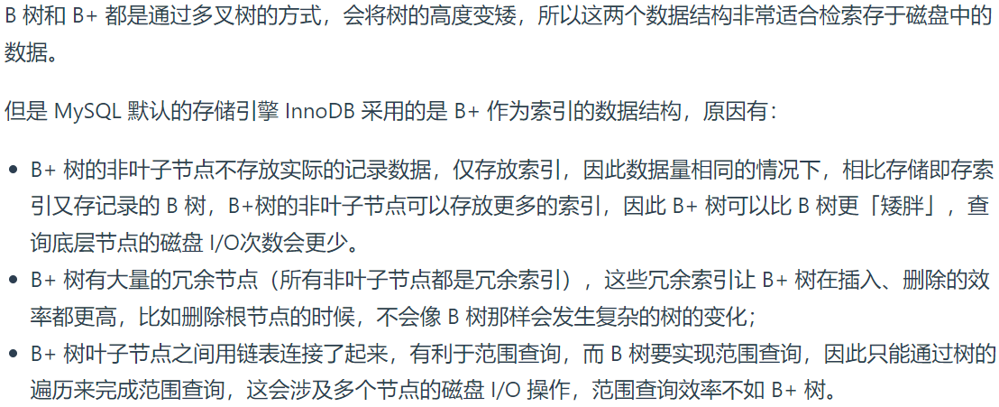 B 树和 B+ 都是通过多叉树的方式，会将树的高度变矮，所以这两个数据结构非常适合检索存于磁盘中的
数据。
但是 MySQL 默认的存储引擎 InnoDB 采用的是 B+ 作为索引的数据结构，原因有：
• B+ 树的非叶子节点不存放实际的记录数据，仅存放索引，因此数据量相同的情况下，相比存储即存索
引又存记录的 B 树，B+树的非叶子节点可以存放更多的索引，因此 B+ 树可以比 B 树更「矮胖」，查
询底层节点的磁盘 I/O次数会更少。
• B+ 树有大量的冗余节点（所有非叶子节点都是冗余索引），这些冗余索引让 B+ 树在插入、删除的效
率都更高，比如删除根节点的时候，不会像 B 树那样会发生复杂的树的变化；
• B+ 树叶子节点之间用链表连接了起来，有利于范围查询，而 B 树要实现范围查询，因此只能通过树的
遍历来完成范围查询，这会涉及多个节点的磁盘 I/O 操作，范围查询效率不如 B+ 树。